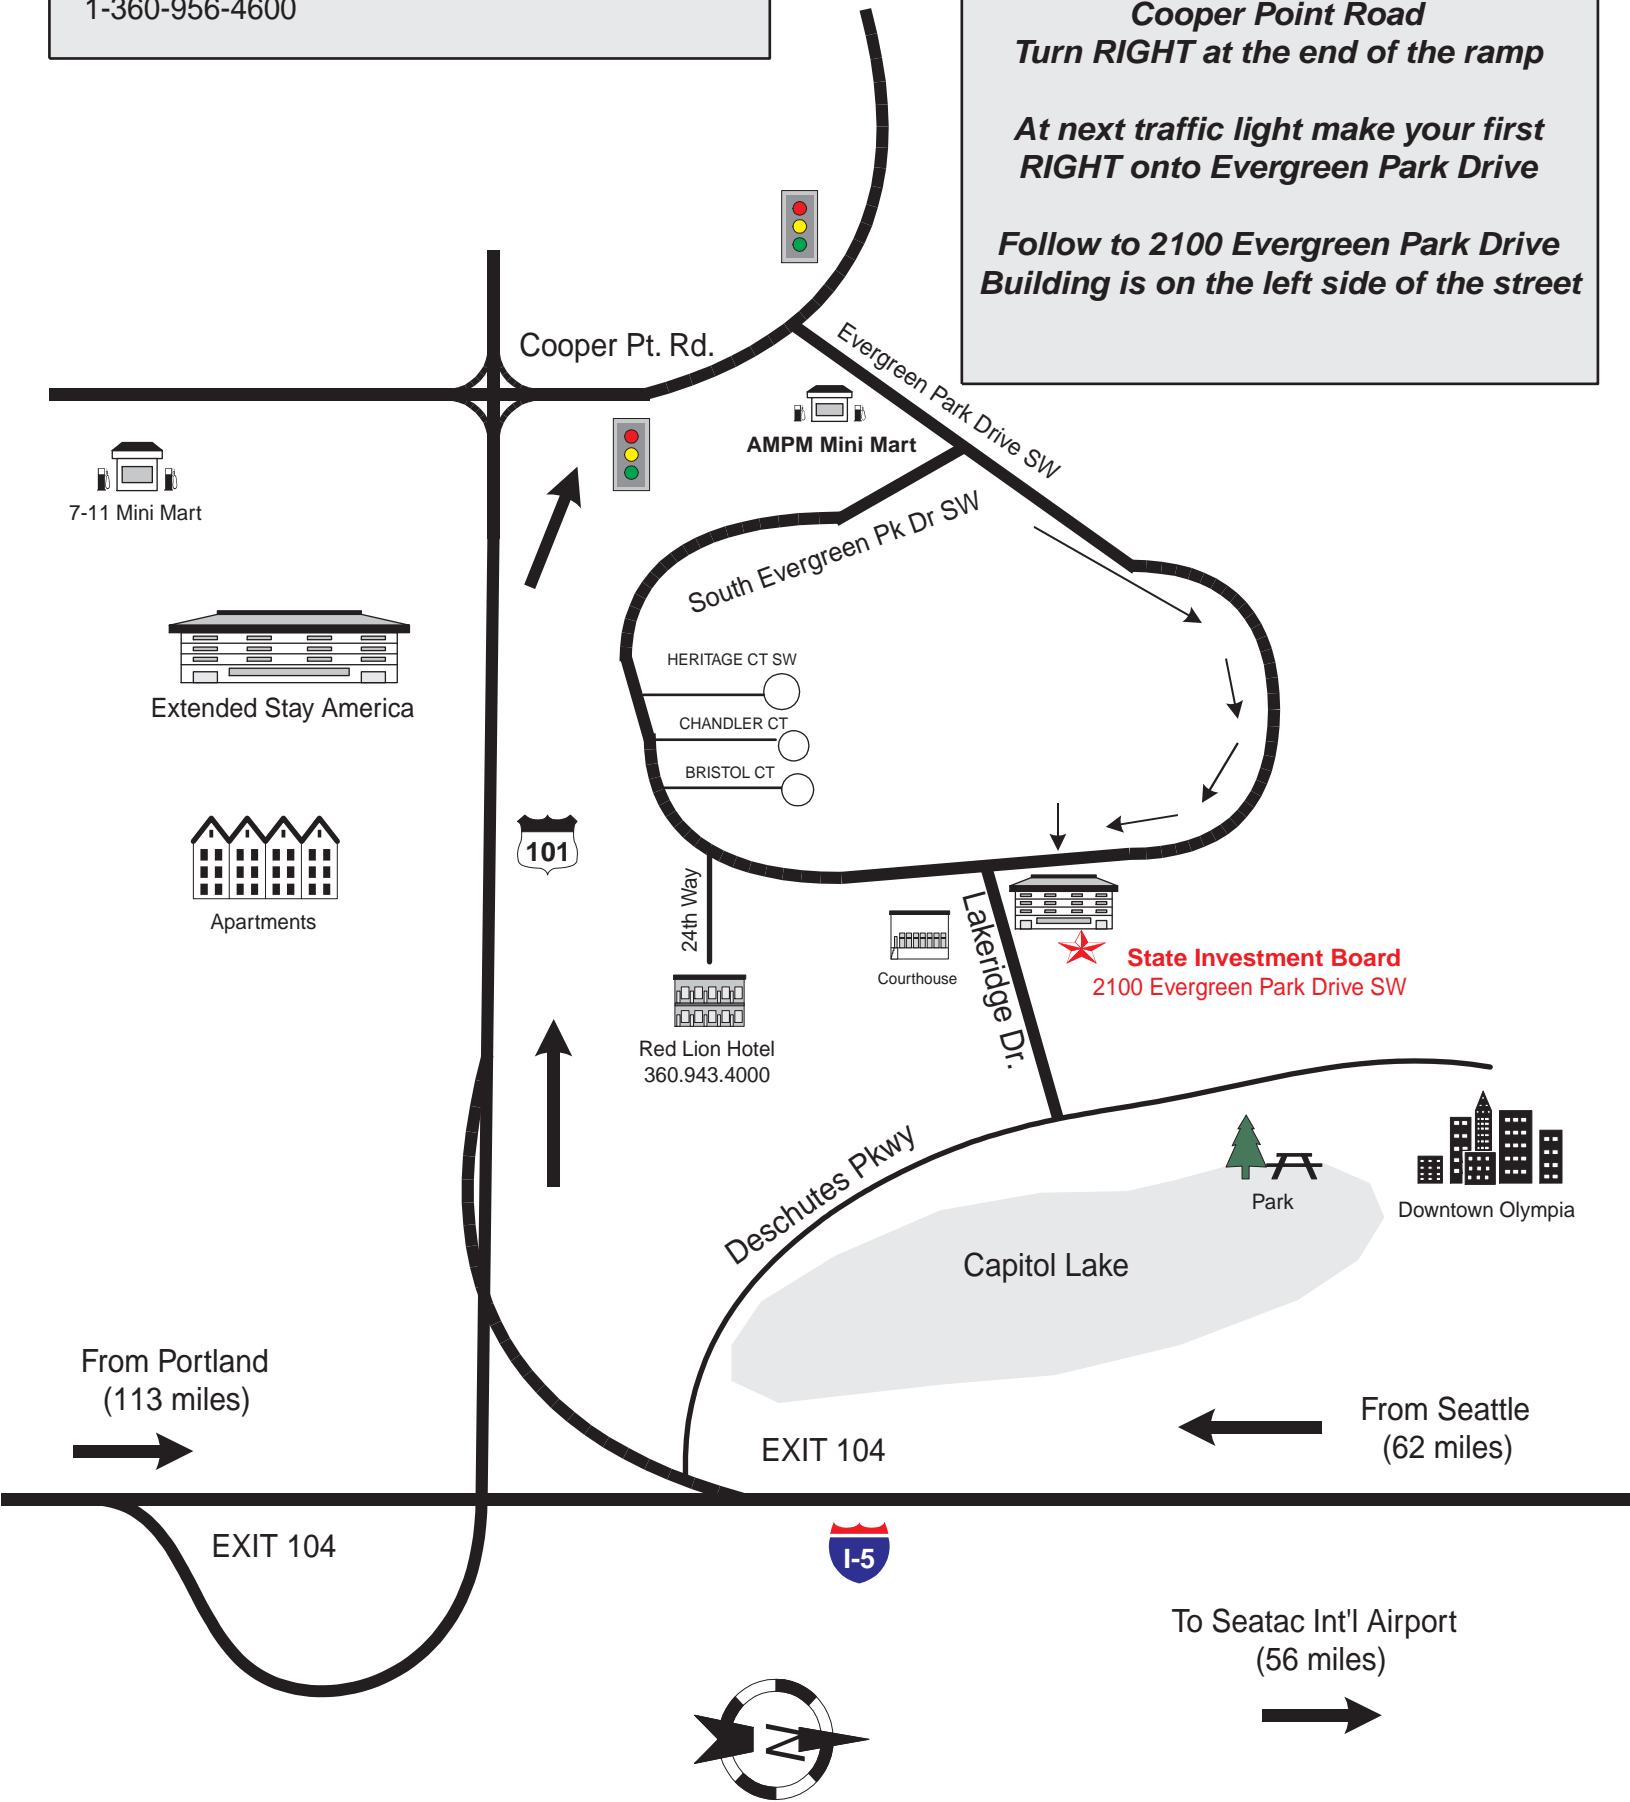 1-360-956-4600
Cooper Point Road
Turn RIGHT at the end of the ramp
At next traffic light make your first
RIGHT onto Evergreen Park Drive
Follow to 2100 Evergreen Park Drive
Building is on the left side of the street
Cooper Pt. Rd.
Evergreen Park Drive SW
AMPM Mini Mart
7-11 Mini Mart
South Evergreen Pk Dr SW
HERITAGE CT SW
Extended Stay America
CHANDLER CT
BRISTOL CT
101
Apartments
24th Way
Lakeridge Dr.
Courthouse
State Investment Board
2100 Evergreen Park Drive SW
Red Lion Hotel
360.943.4000
Deschutes Pkwy
Park
Downtown Olympia
Capitol Lake
From Portland
(113 miles)
From Seattle
(62 miles)
EXIT 104
EXIT 104
I-5
To Seatac Int'l Airport
(56 miles)
N